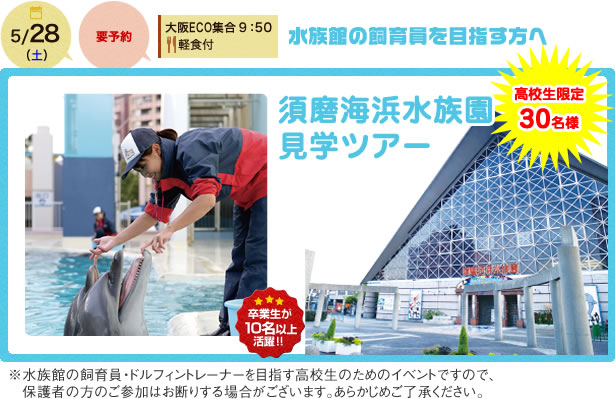 5/28
(土)
要予約
大阪ECO集合 9：50
軽食付
水族館の飼育員を目指す方へ
高校生限定
30名様
須磨海浜水族園
見学ツアー
須磨海浜水族園
卒業生が
10名以上
活躍!!
※水族館の飼育員・ドルフィントレーナーを目指す高校生のためのイベントですので、
保護者の方のご参加はお断りする場合がございます。あらかじめご了承ください。